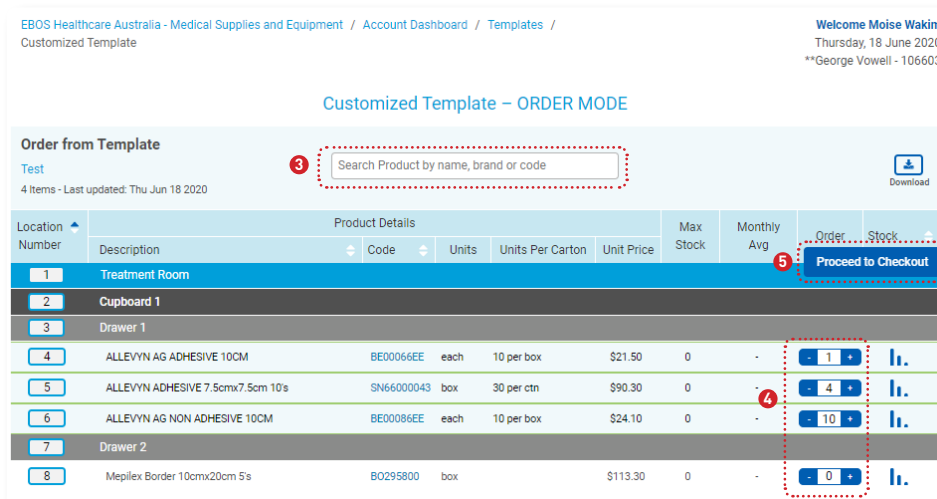 EBOS Healthcare Australia - Medical Supplies and Equipment / Account Dashboard / Templates /
Customized Template
Welcome Moise Wakim
Thursday, 18 June 2020
**George Vowell - 106603
Customized Template – ORDER MODE
Order from Template
Test
4 Items - Last updated: Thu Jun 18 2020
3
Search Product by name, brand or code
Download
Location Number
Product Details
Max Stock
Monthly Avg
Order
Stock
Description
Code
Units
Units Per Carton
Unit Price
5
Proceed to Checkout
1 Treatment Room
2 Cupboard 1
3 Drawer 1
4 ALLEVYN AG ADHESIVE 10CM BE00066EE each 10 per box $21.50 0 - - 1 +
5 ALLEVYN ADHESIVE 7.5cmx7.5cm 10's SN66000043 box 30 per ctn $90.30 0 - - 4 +
4
6 ALLEVYN AG NON ADHESIVE 10CM BE00086EE each 10 per box $24.10 0 - - 10 +
7 Drawer 2
8 Mepilex Border 10cmx20cm 5's BO295800 box $113.30 0 - - 0 +